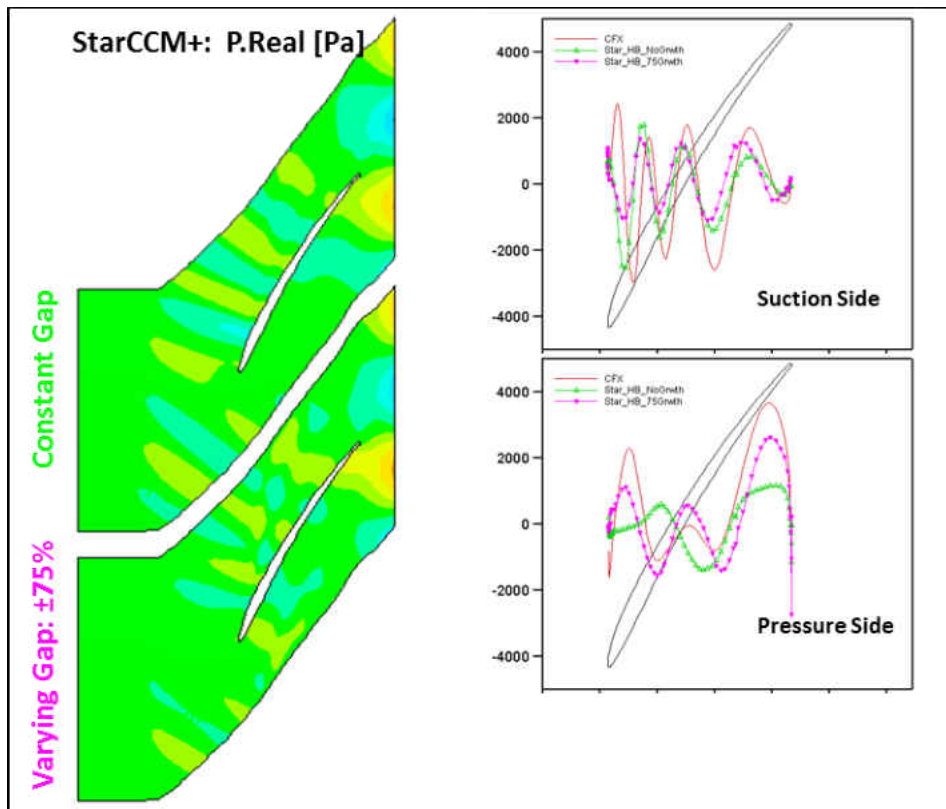 StarCCM+: P.Real [Pa]
Constant Gap
Varying Gap: ±75%
4000
2000
0
-2000
-4000
CFX
Star_HB_NoGrwth
Star_HB_75Grwth
Suction Side
4000
2000
0
-2000
-4000
CFX
Star_HB_NoGrwth
Star_HB_75Grwth
Pressure Side